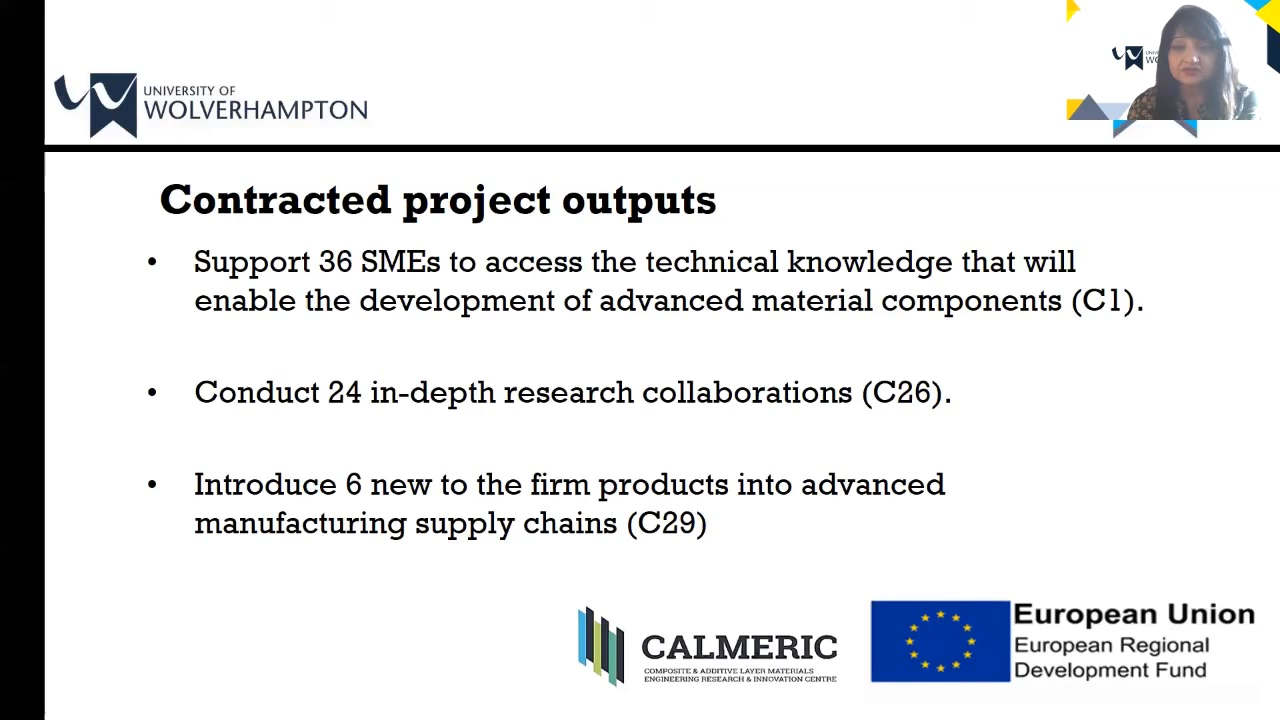 UNIVERSITY OF
WOLVERHAMPTON
Contracted project outputs
• Support 36 SMEs to access the technical knowledge that will
enable the development of advanced material components (C1).
• Conduct 24 in-depth research collaborations (C26).
• Introduce 6 new to the firm products into advanced
manufacturing supply chains (C29)
CALMERIC
COMPOSITE & ADDITIVE LAYER MATERIALS
ENGINEERING RESEARCH & INNOVATION CENTRE
European Union
European Regional
Development Fund